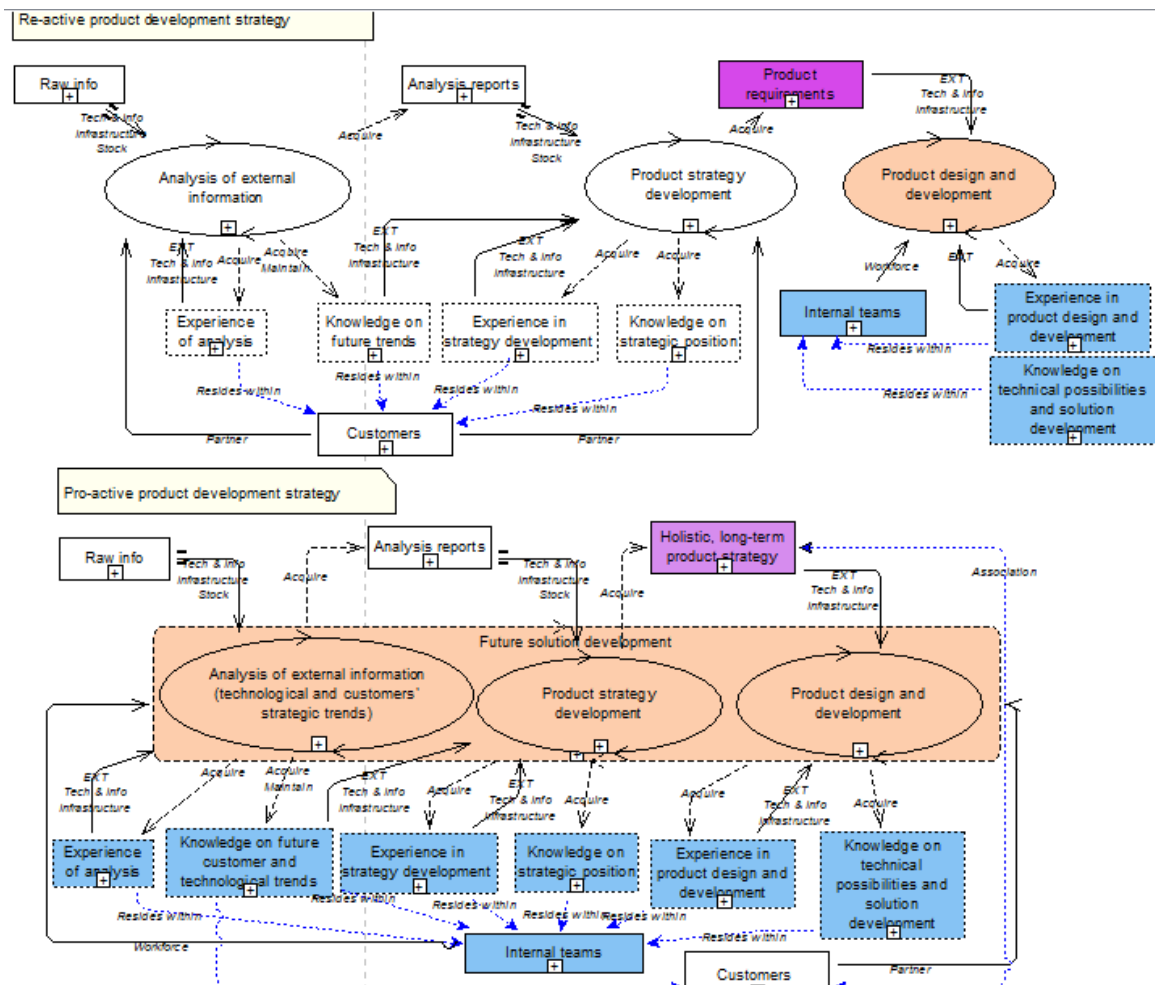 Re-active product development strategy
Raw info
Analysis reports
Product
requirements
Tech & info
Infrastructure
Stock
Acquire
Tech & info
Infrastructure
Stock
Acquire
EXT
Tech & info
Infrastructure
Analysis of external
information
Product strategy
development
Product design and
development
EXT
Tech & info
Infrastructure
Acquire
Acquire
Maintain
EXT
Tech & info
Infrastructure
EXT
Tech & info
Infrastructure
Acquire
Acquire
Workforce
EXT
Acquire
Experience
of analysis
Knowledge on
future trends
Experience in
strategy development
Knowledge on
strategic position
Internal teams
Experience in
product design and
development
Resides within
Resides within
Resides within
Resides within
Resides within
Resides within
Knowledge on
technical possibilities
and solution
development
Customers
Partner
Partner
Pro-active product development strategy
Raw info
Analysis reports
Holistic, long-term
product strategy
Tech & info
Infrastructure
Stock
Acquire
Tech & info
Infrastructure
Stock
Acquire
EXT
Tech & info
Infrastructure
Association
Future solution development
Analysis of external information
(technological and customers'
strategic trends)
Product strategy
development
Product design and
development
EXT
Tech & info
Infrastructure
Acquire
Acquire
Maintain
EXT
Tech & info
Infrastructure
Acquire
EXT
Tech & info
Infrastructure
Acquire
Acquire
EXT
Tech & info
Infrastructure
Acquire
Experience
of analysis
Knowledge on future
customer and
technological trends
Experience in
strategy development
Knowledge on
strategic position
Experience in
product design and
development
Knowledge on
technical
possibilities and
solution
development
Resides within
Resides within
Resides within
Resides within
Resides within
Resides within
Workforce
Internal teams
Customers
Partner